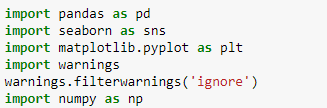 import pandas as pd
import seaborn as sns
import matplotlib.pyplot as plt
import warnings
warnings.filterwarnings('ignore')
import numpy as np